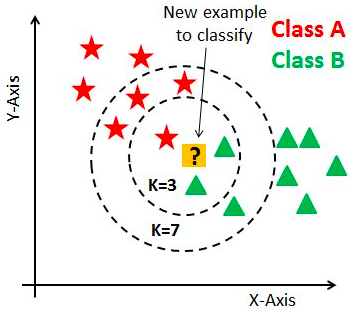 New example
to classify
Class A
Class B
Y-Axis
?
K=3
K=7
X-Axis